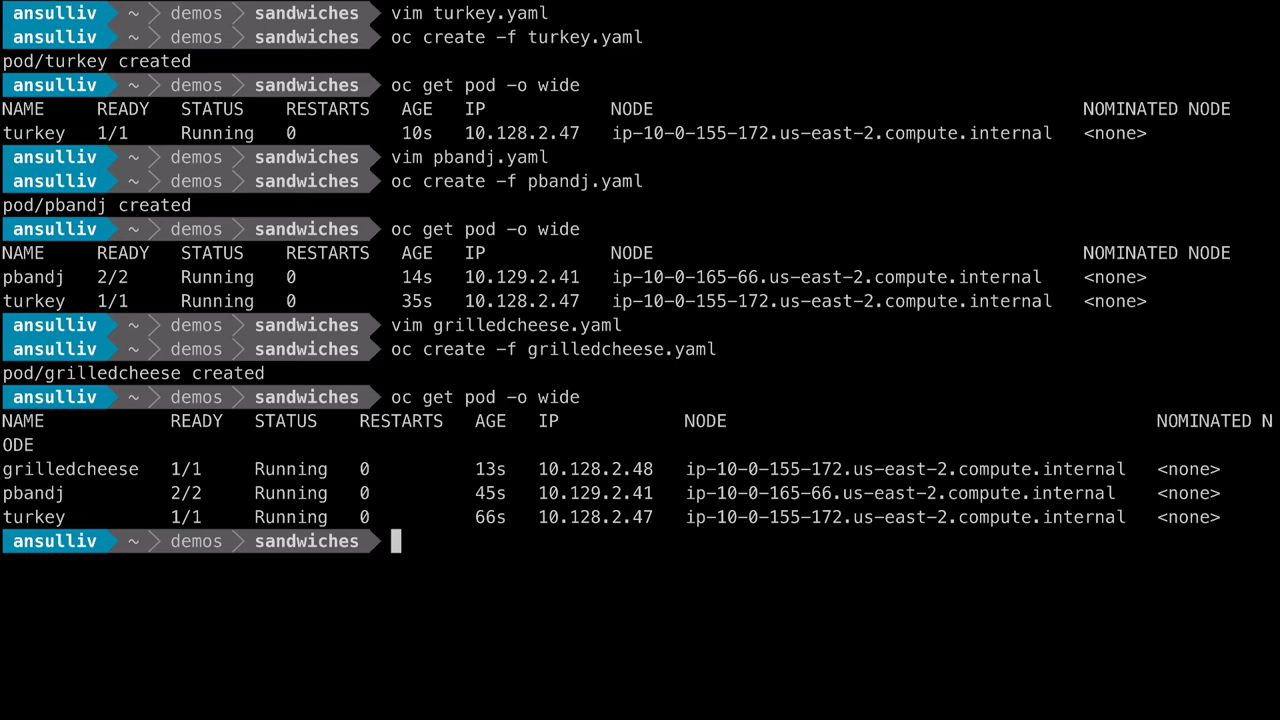 ansulliv ~ demos sandwiches vim turkey.yaml
ansulliv ~ demos sandwiches oc create -f turkey.yaml
pod/turkey created
ansulliv ~ demos sandwiches oc get pod -o wide
NAME READY STATUS RESTARTS AGE IP NODE NOMINATED NODE
turkey 1/1 Running 0 10s 10.128.2.47 ip-10-0-155-172.us-east-2.compute.internal <none>
ansulliv ~ demos sandwiches vim pbandj.yaml
ansulliv ~ demos sandwiches oc create -f pbandj.yaml
pod/pbandj created
ansulliv ~ demos sandwiches oc get pod -o wide
NAME READY STATUS RESTARTS AGE IP NODE NOMINATED NODE
pbandj 2/2 Running 0 14s 10.129.2.41 ip-10-0-165-66.us-east-2.compute.internal <none>
turkey 1/1 Running 0 35s 10.128.2.47 ip-10-0-155-172.us-east-2.compute.internal <none>
ansulliv ~ demos sandwiches vim grilledcheese.yaml
ansulliv ~ demos sandwiches oc create -f grilledcheese.yaml
pod/grilledcheese created
ansulliv ~ demos sandwiches oc get pod -o wide
NAME READY STATUS RESTARTS AGE IP NODE NOMINATED N
ODE
grilledcheese 1/1 Running 0 13s 10.128.2.48 ip-10-0-155-172.us-east-2.compute.internal <none>
pbandj 2/2 Running 0 45s 10.129.2.41 ip-10-0-165-66.us-east-2.compute.internal <none>
turkey 1/1 Running 0 66s 10.128.2.47 ip-10-0-155-172.us-east-2.compute.internal <none>
ansulliv ~ demos sandwiches